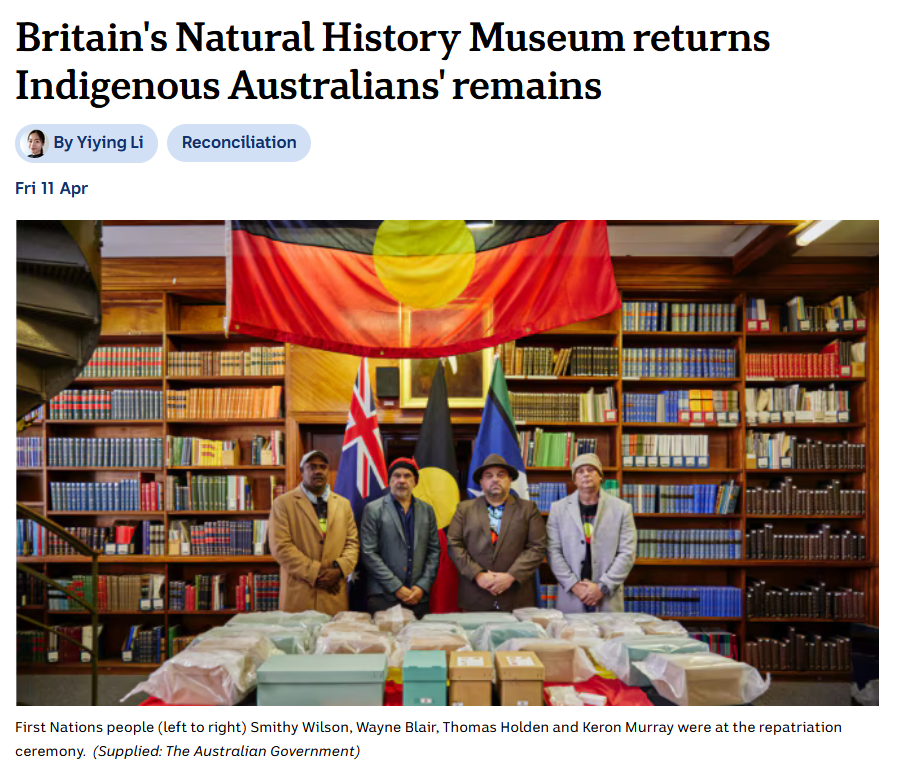 Britain's Natural History Museum returns
Indigenous Australians' remains
By Yiying Li
Reconciliation
Fri 11 Apr
First Nations people (left to right) Smithy Wilson, Wayne Blair, Thomas Holden and Keron Murray were at the repatriation
ceremony. (Supplied: The Australian Government)